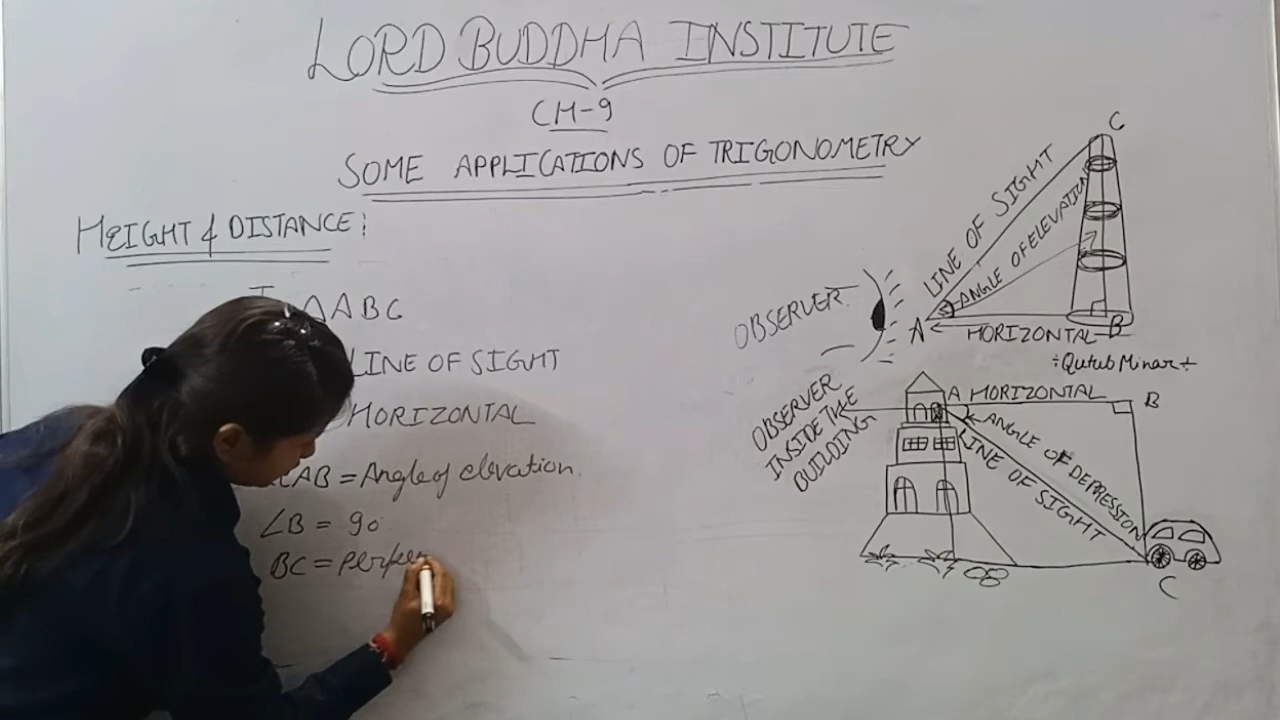 LORD BUDDHA INSTITUTE
CH-9
SOME APPLICATIONS OF TRIGONOMETRY
HEIGHT & DISTANCE:
ABC
LINE OF SIGHT
HORIZONTAL
CAB = Angle of elevation.
∠B = 90
BC = Perpen
C
LINE OF SIGHT
ANGLE OF ELEVATION
OBSERVER
A
HORIZONTAL
B
÷Qutub Minar÷
OBSERVER
INSIDE THE
BUILDING
A HORIZONTAL
B
ANGLE OF DEPRESSION
LINE OF SIGHT
C